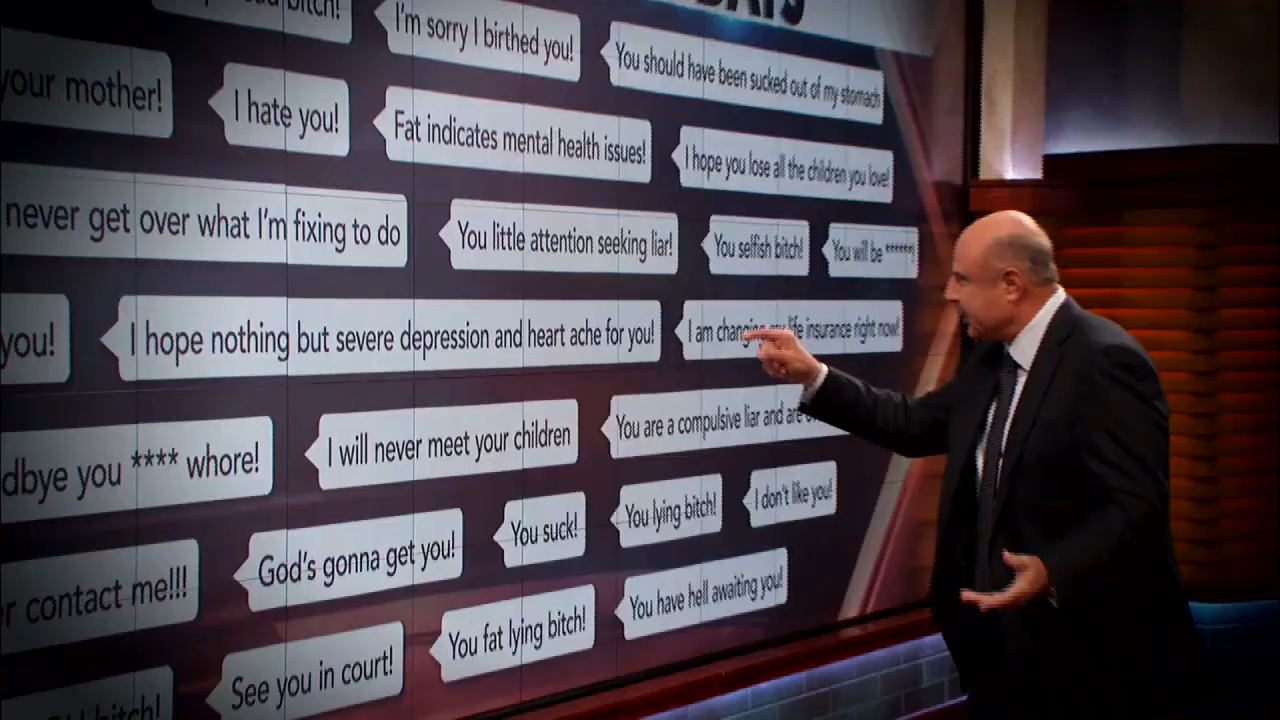 DAYS
bitch!
I'm sorry I birthed you!
You should have been sucked out of my stomach
your mother!
I hate you!
Fat indicates mental health issues!
I hope you lose all the children you love!
never get over what I'm fixing to do
You little attention seeking liar!
You selfish bitch!
You will be ******!
you!
I hope nothing but severe depression and heart ache for you!
I am changing my life insurance right now!
dbye you **** whore!
I will never meet your children
You are a compulsive liar and are
God's gonna get you!
You suck!
You lying bitch!
I don't like you!
r contact me!!!
You fat lying bitch!
You have hell awaiting you!
See you in court!
bitch!